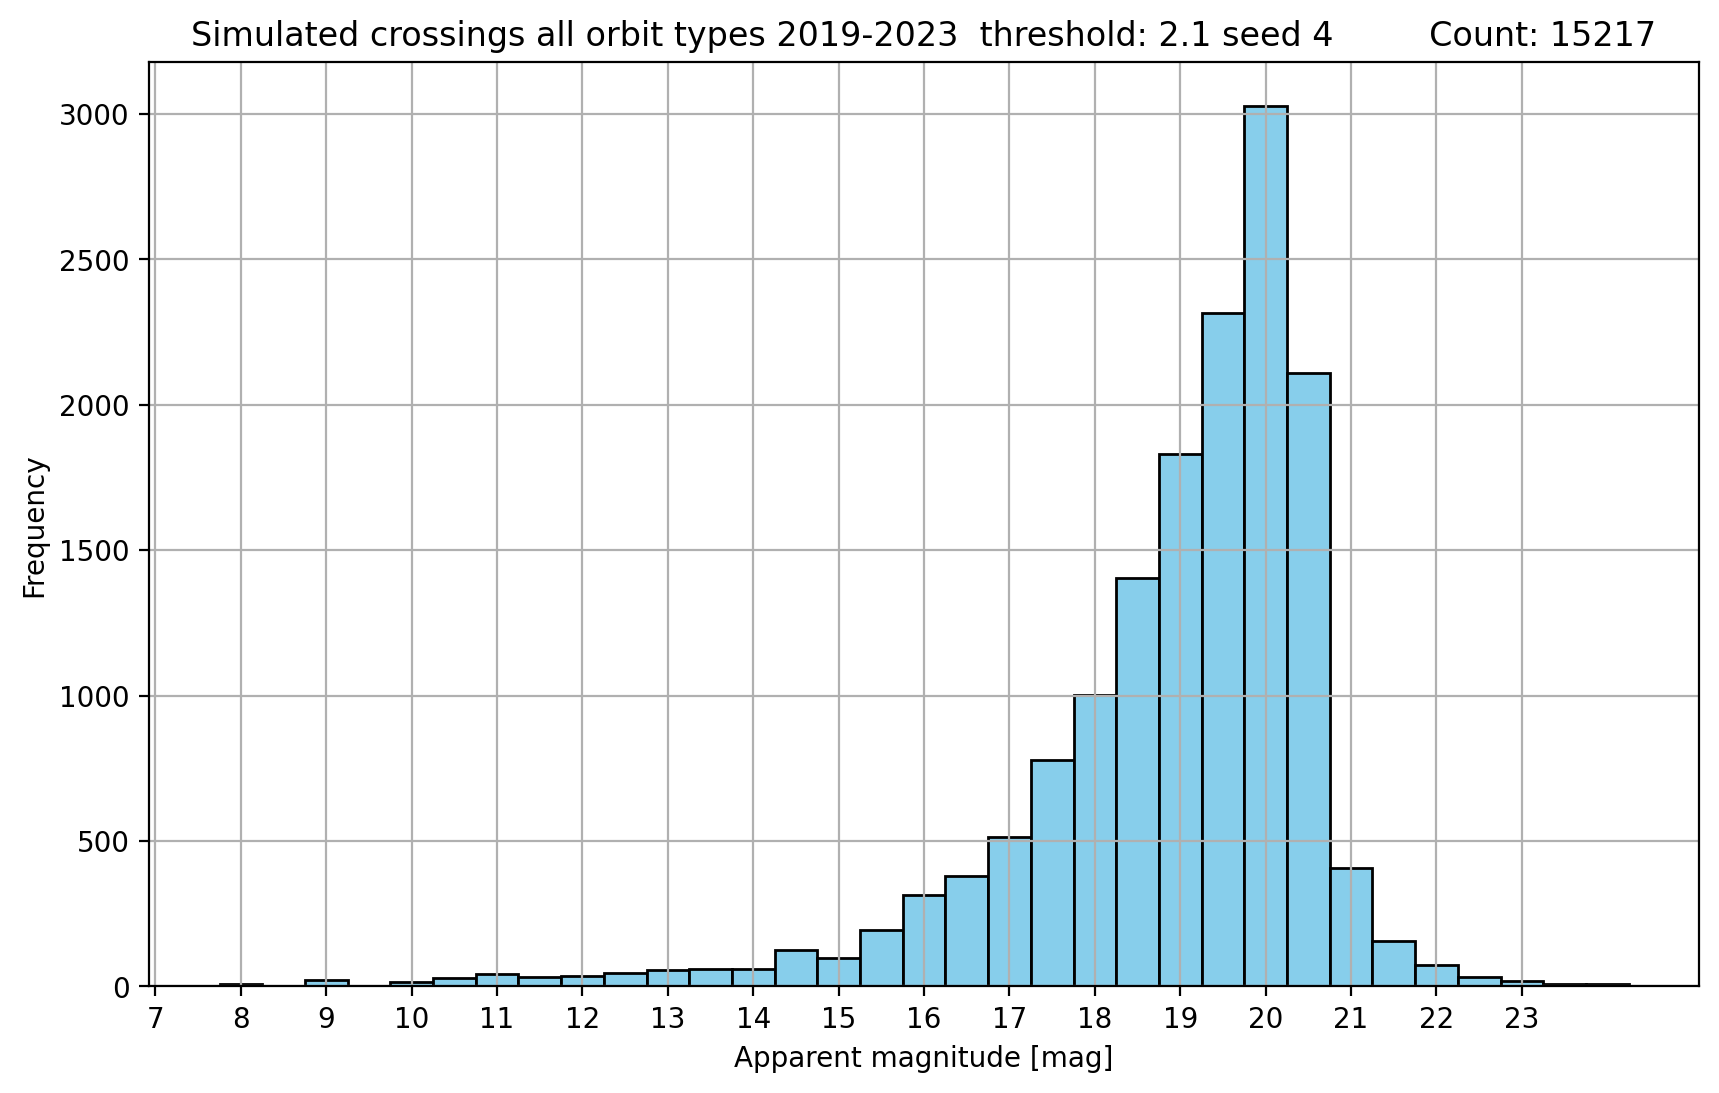 Simulated crossings all orbit types 2019-2023 threshold: 2.1 seed 4 Count: 15217
3000
2500
2000
1500
1000
500
0
Frequency
7 8 9 10 11 12 13 14 15 16 17 18 19 20 21 22 23
Apparent magnitude [mag]